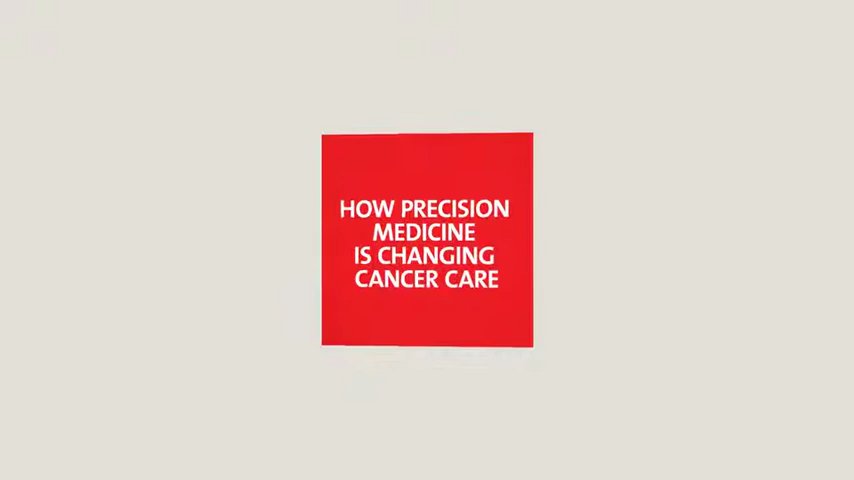 HOW PRECISION
MEDICINE
IS CHANGING
CANCER CARE